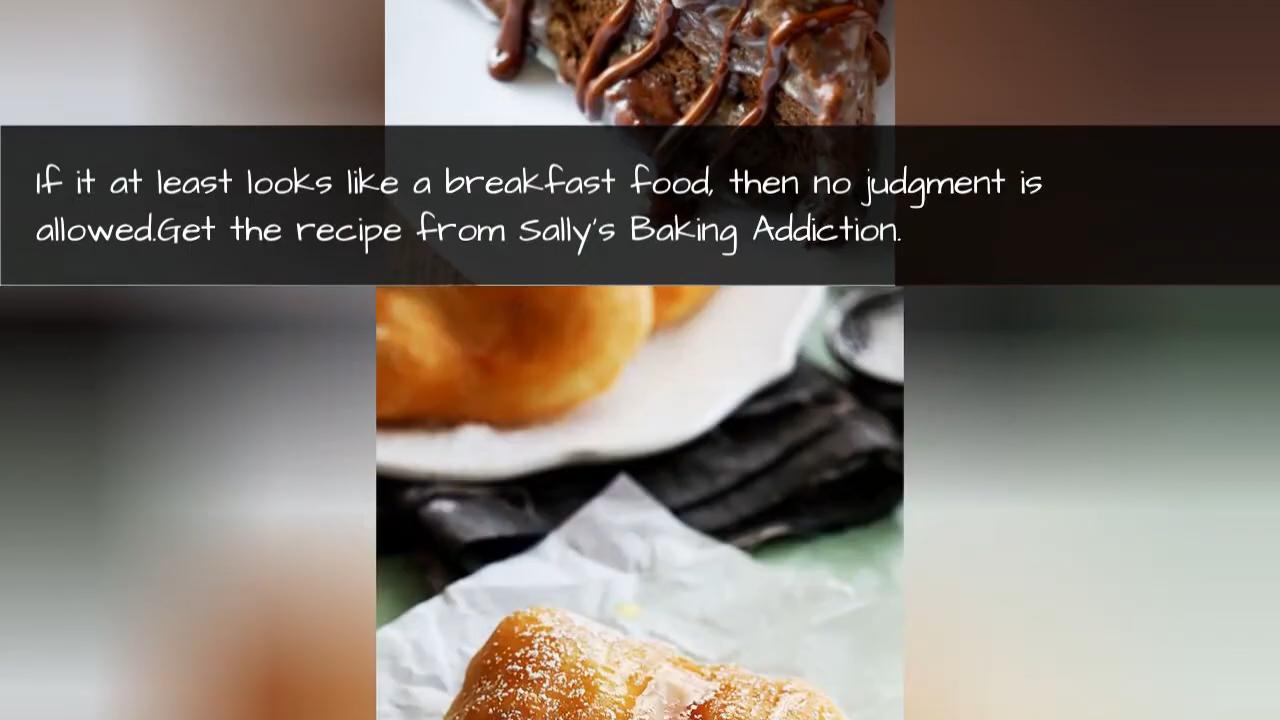 If it at least looks like a breakfast food, then no judgment is
allowed.Get the recipe from Sally's Baking Addiction.